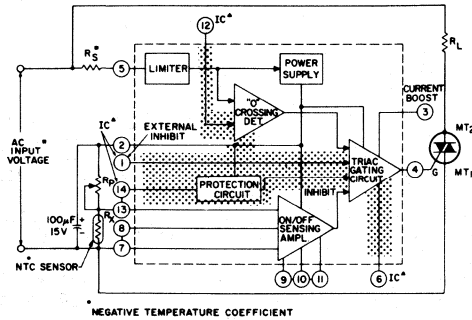 12
IC▲
RS*
5
LIMITER
POWER
SUPPLY
"0"
CROSSING
DET.
RL
CURRENT
BOOST
3
MT2
MT1
G
4
IC▲
EXTERNAL
INHIBIT
2
1
AC
INPUT
VOLTAGE*
RP*
14
PROTECTION
CIRCUIT
TRIAC
GATING
CIRCUIT
INHIBIT
100μF
15V
+
-
RX
13
8
7
ON/OFF
SENSING
AMPL.
NTC SENSOR
9
10
11
6
IC▲
* NEGATIVE TEMPERATURE COEFFICIENT